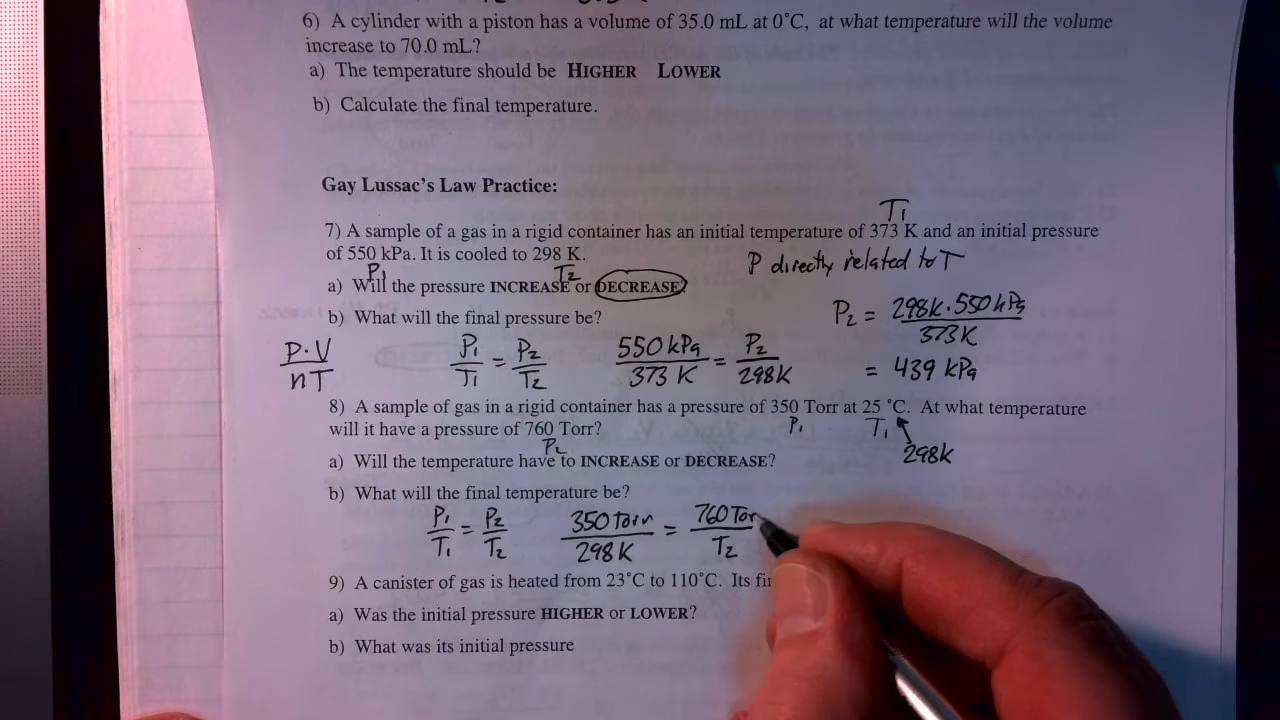 6) A cylinder with a piston has a volume of 35.0 mL at 0°C, at what temperature will the volume
increase to 70.0 mL?
a) The temperature should be HIGHER LOWER
b) Calculate the final temperature.
Gay Lussac's Law Practice:
T₁
7) A sample of a gas in a rigid container has an initial temperature of 373 K and an initial pressure
of 550 kPa. It is cooled to 298 K.
P directly related to T
P₁ T₂
a) Will the pressure INCREASE or DECREASE?
b) What will the final pressure be?
P₂ = 298K·550kPa / 373K
P·V / nT
P₁/T₁ = P₂/T₂
550 kPa / 373 K = P₂ / 298K
= 439 kPa
8) A sample of gas in a rigid container has a pressure of 350 Torr at 25 °C. At what temperature
will it have a pressure of 760 Torr?
P₁ T₁
P₂
298K
a) Will the temperature have to INCREASE or DECREASE?
b) What will the final temperature be?
P₁/T₁ = P₂/T₂
350 Torr / 298K = 760 Tor / T₂
9) A canister of gas is heated from 23°C to 110°C. Its
a) Was the initial pressure HIGHER or LOWER?
b) What was its initial pressure